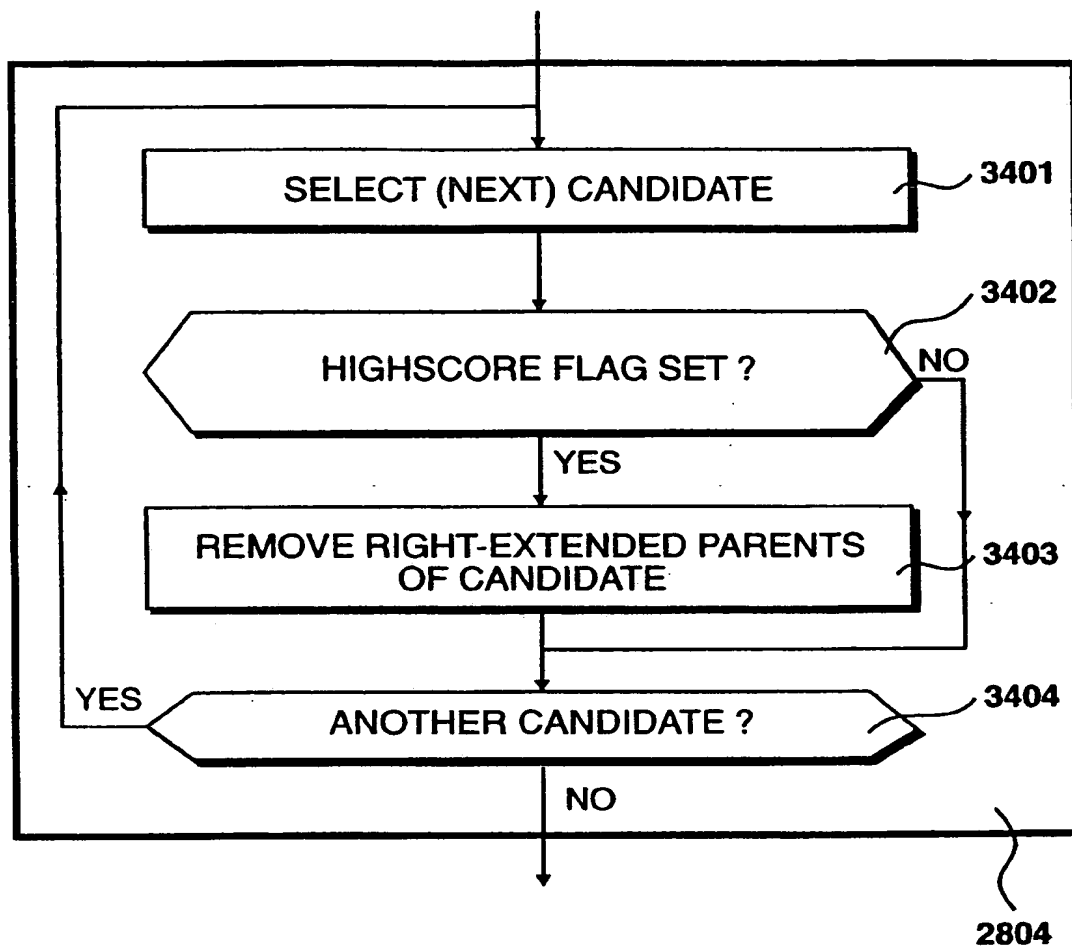 SELECT (NEXT) CANDIDATE
3401
3402
HIGHSCORE FLAG SET ?
NO
YES
REMOVE RIGHT-EXTENDED PARENTS
OF CANDIDATE
3403
YES
ANOTHER CANDIDATE ?
3404
NO
2804